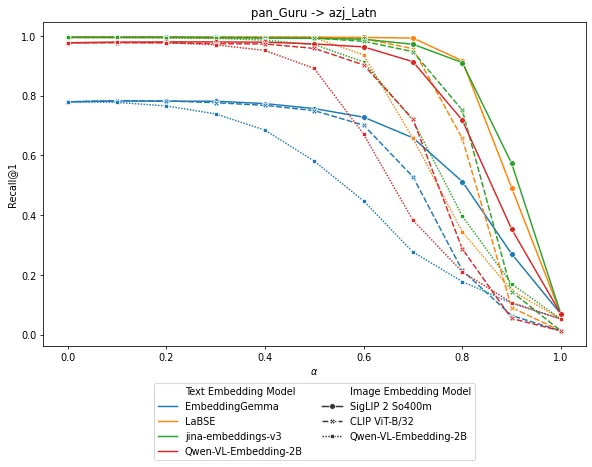 pan_Guru -> azj_Latn
Recall@1
1.0
0.8
0.6
0.4
0.2
0.0
0.0 0.2 0.4 0.6 0.8 1.0
α
Text Embedding Model Image Embedding Model
EmbeddingGemma SigLIP 2 So400m
LaBSE CLIP ViT-B/32
jina-embeddings-v3 Qwen-VL-Embedding-2B
Qwen-VL-Embedding-2B